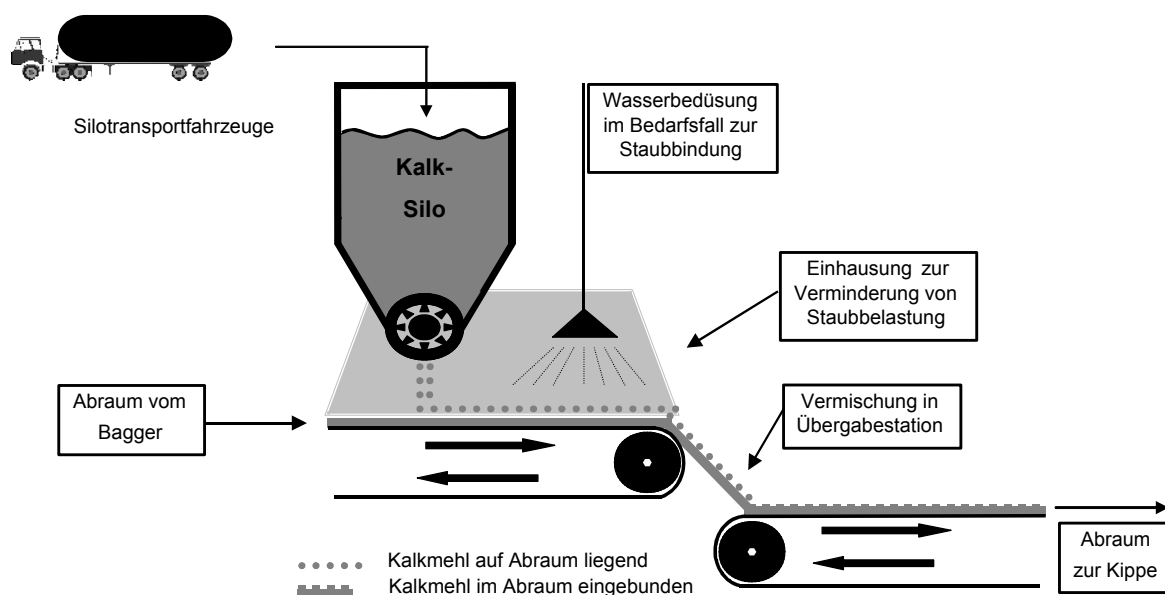 Silotransportfahrzeuge
Kalk-
Silo
Wasserbedüsung
im Bedarfsfall zur
Staubbindung
Einhausung zur
Verminderung von
Staubbelastung
Abraum vom
Bagger
Vermischung in
Übergabestation
Abraum
zur Kippe
Kalkmehl auf Abraum liegend
Kalkmehl im Abraum eingebunden